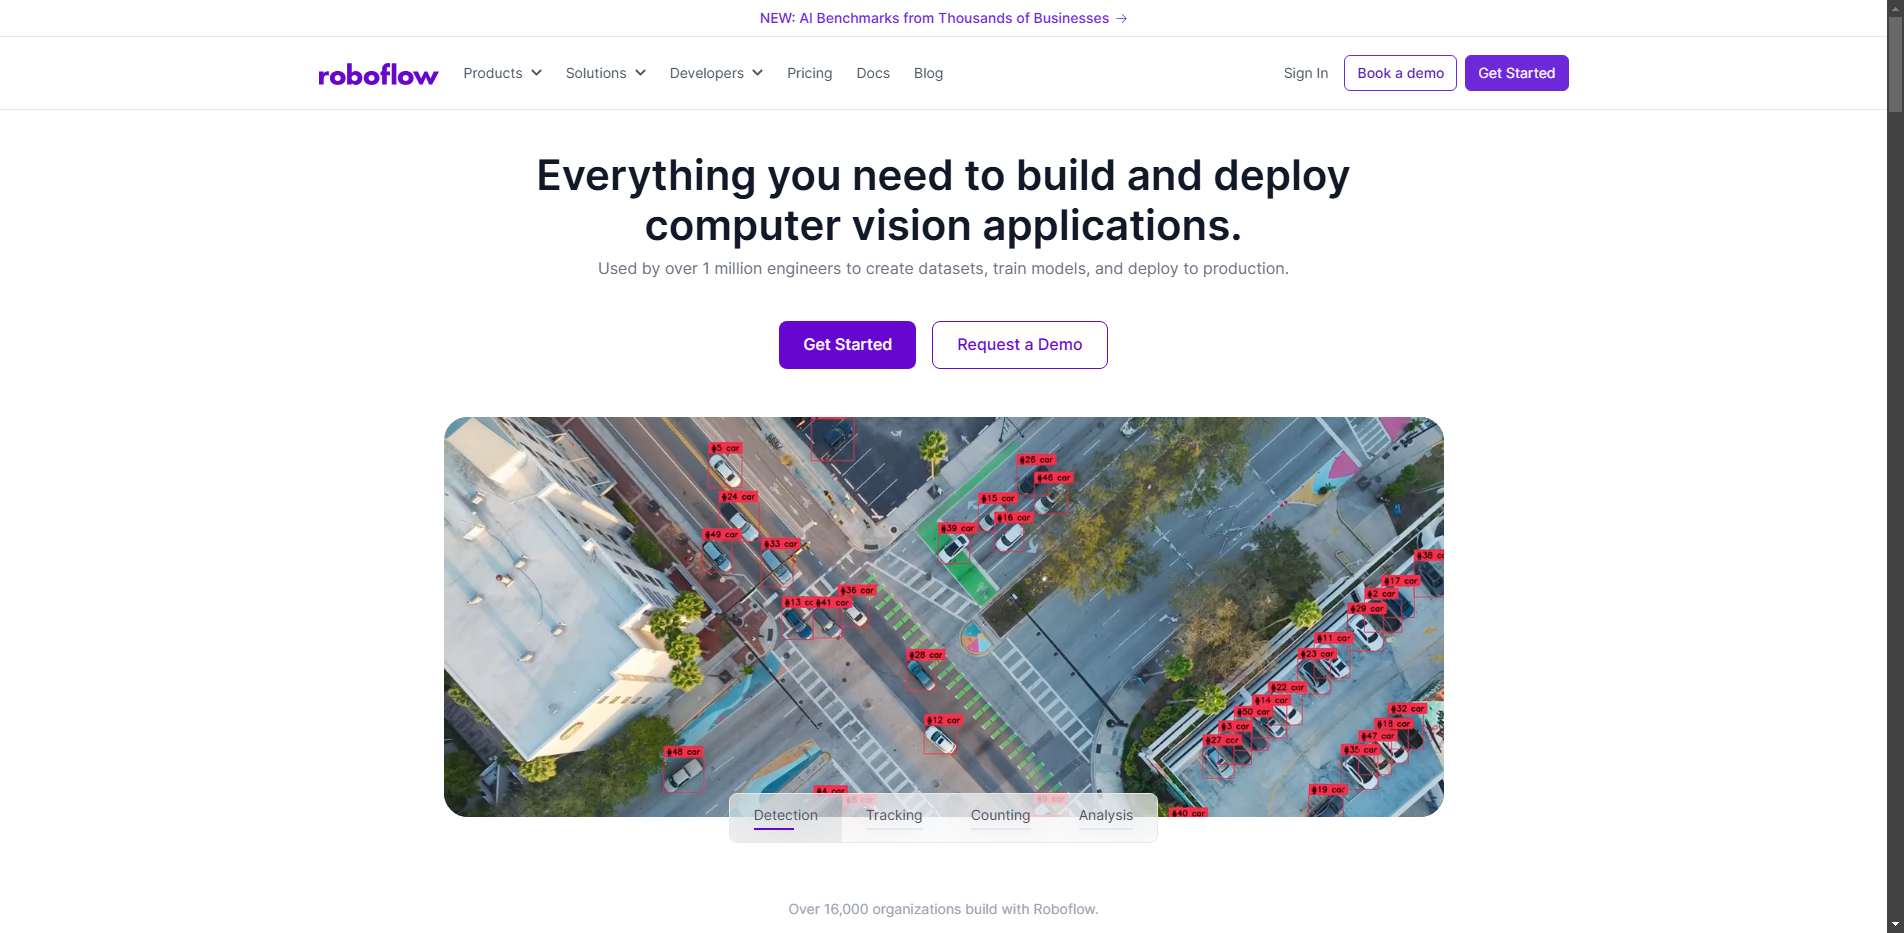 NEW: AI Benchmarks from Thousands of Businesses →
roboflow
Products
Solutions
Developers
Pricing
Docs
Blog
Sign In
Book a demo
Get Started
Everything you need to build and deploy
computer vision applications.
Used by over 1 million engineers to create datasets, train models, and deploy to production.
Get Started
Request a Demo
#5 car
#26 car
#46 car
#24 car
#15 car
#16 car
#39 car
#49 car
#33 car
#38
#17 car
#36 car
#2 car
#13
#41 car
#29 car
#11 car
#28 car
#23 car
#22 car
#14 car
#32 car
#50 car
#12 car
#18 car
#3 car
#47 car
#27 car
#48 car
car
#19 car
#4 car
#40 car
Detection
Tracking
Counting
Analysis
Over 16,000 organizations build with Roboflow.